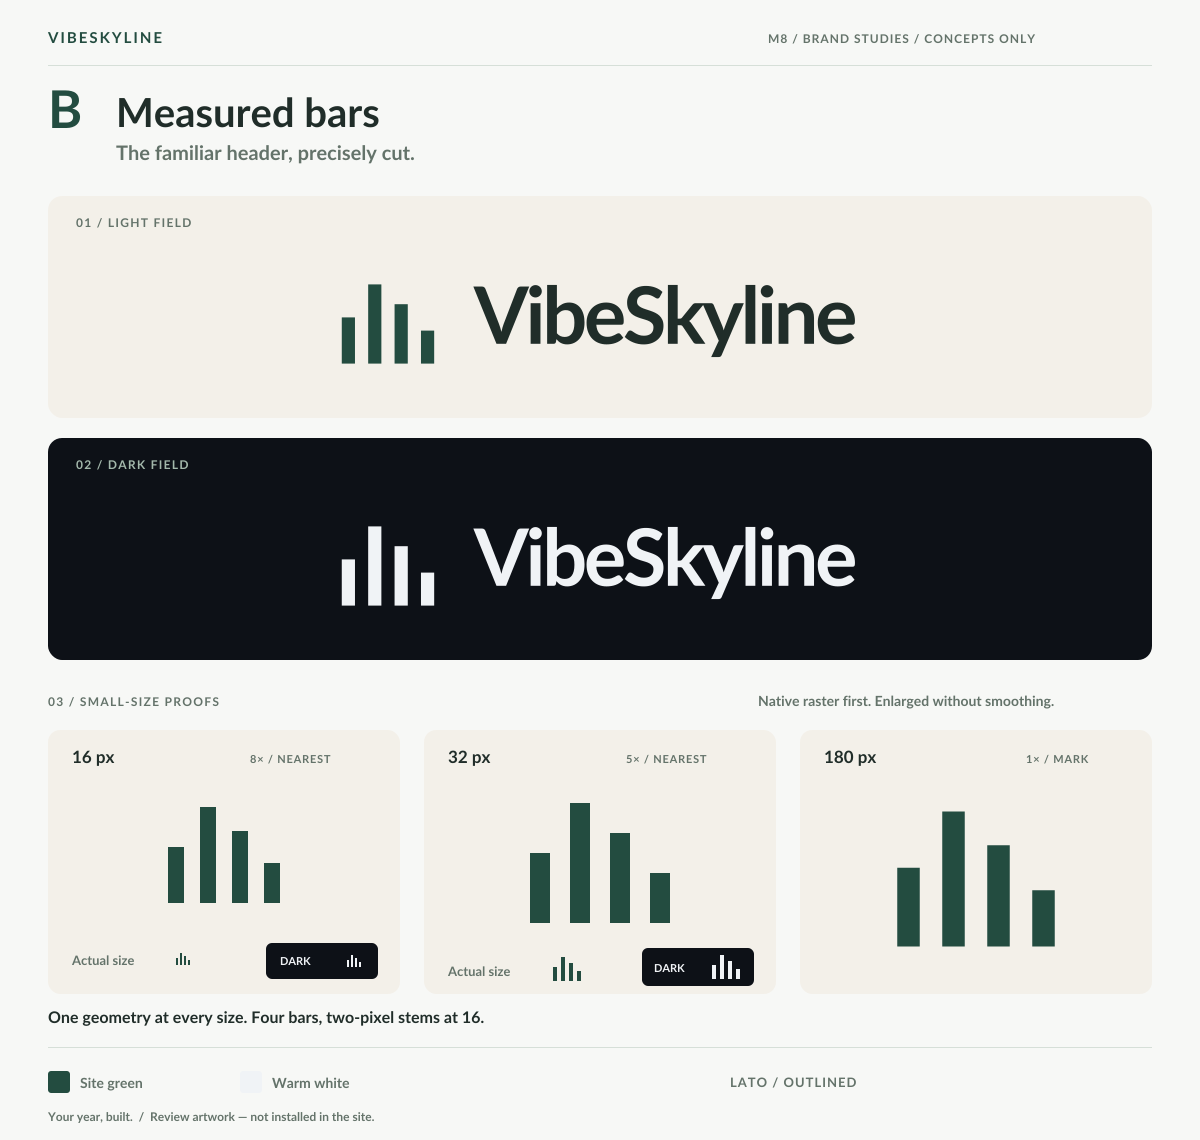 VIBESKYLINE
M8 / BRAND STUDIES / CONCEPTS ONLY
B
Measured bars
The familiar header, precisely cut.
01 / LIGHT FIELD
VibeSkyline
02 / DARK FIELD
VibeSkyline
03 / SMALL-SIZE PROOFS
Native raster first. Enlarged without smoothing.
16 px
8× / NEAREST
Actual size
DARK
32 px
5× / NEAREST
Actual size
DARK
180 px
1× / MARK
One geometry at every size. Four bars, two-pixel stems at 16.
Site green
Warm white
LATO / OUTLINED
Your year, built. / Review artwork — not installed in the site.